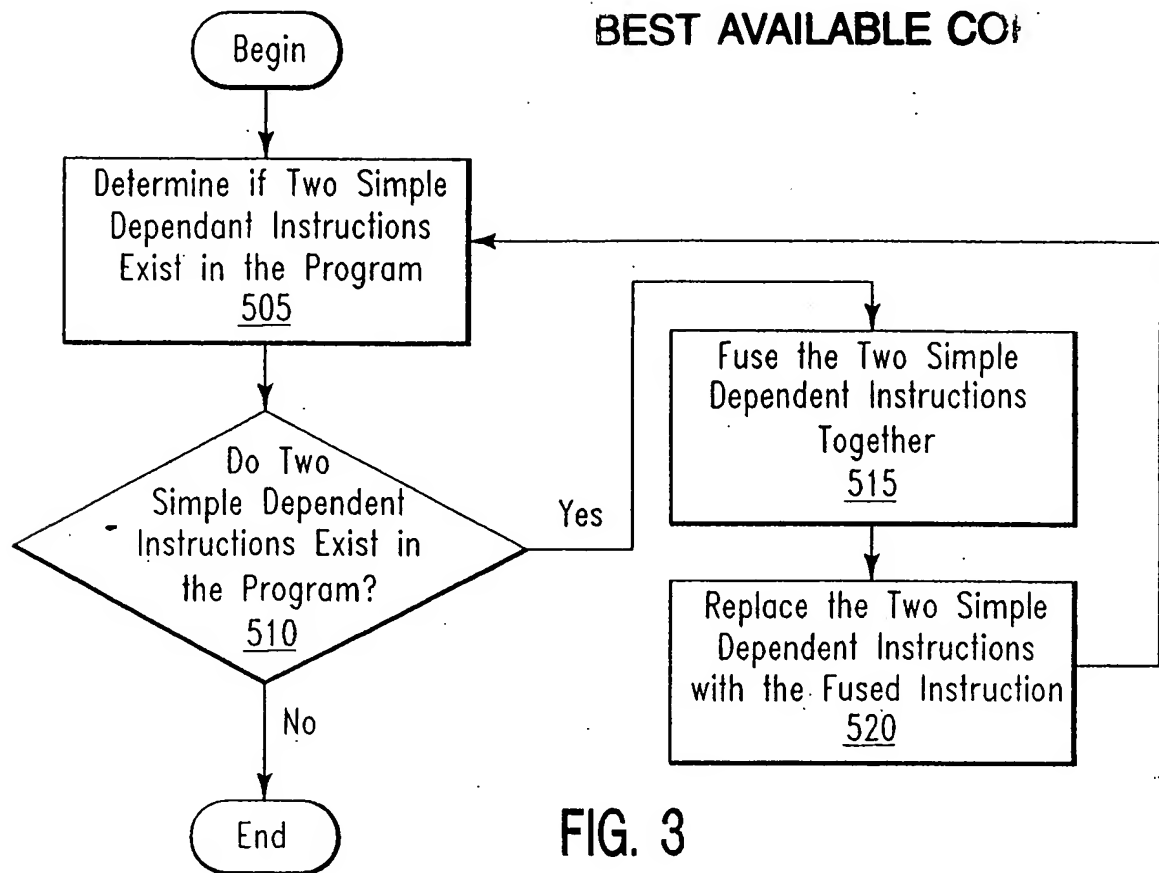 BEST AVAILABLE
Begin
Determine if Two Simple
Dependant Instructions
Exist in the Program
505
Do Two
Simple Dependent
Instructions Exist in
the Program?
510
Yes
No
End
Fuse the Two Simple
Dependent Instructions
Together
515
Replace the Two Simple
Dependent Instructions
with the Fused Instruction
520
FIG. 3